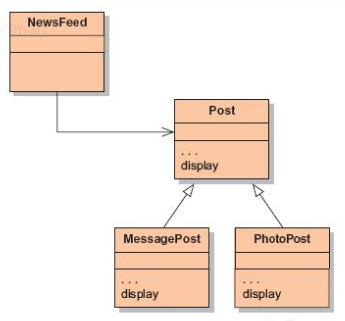 NewsFeed
Post
. . .
display
MessagePost
. . .
display
PhotoPost
. . .
display